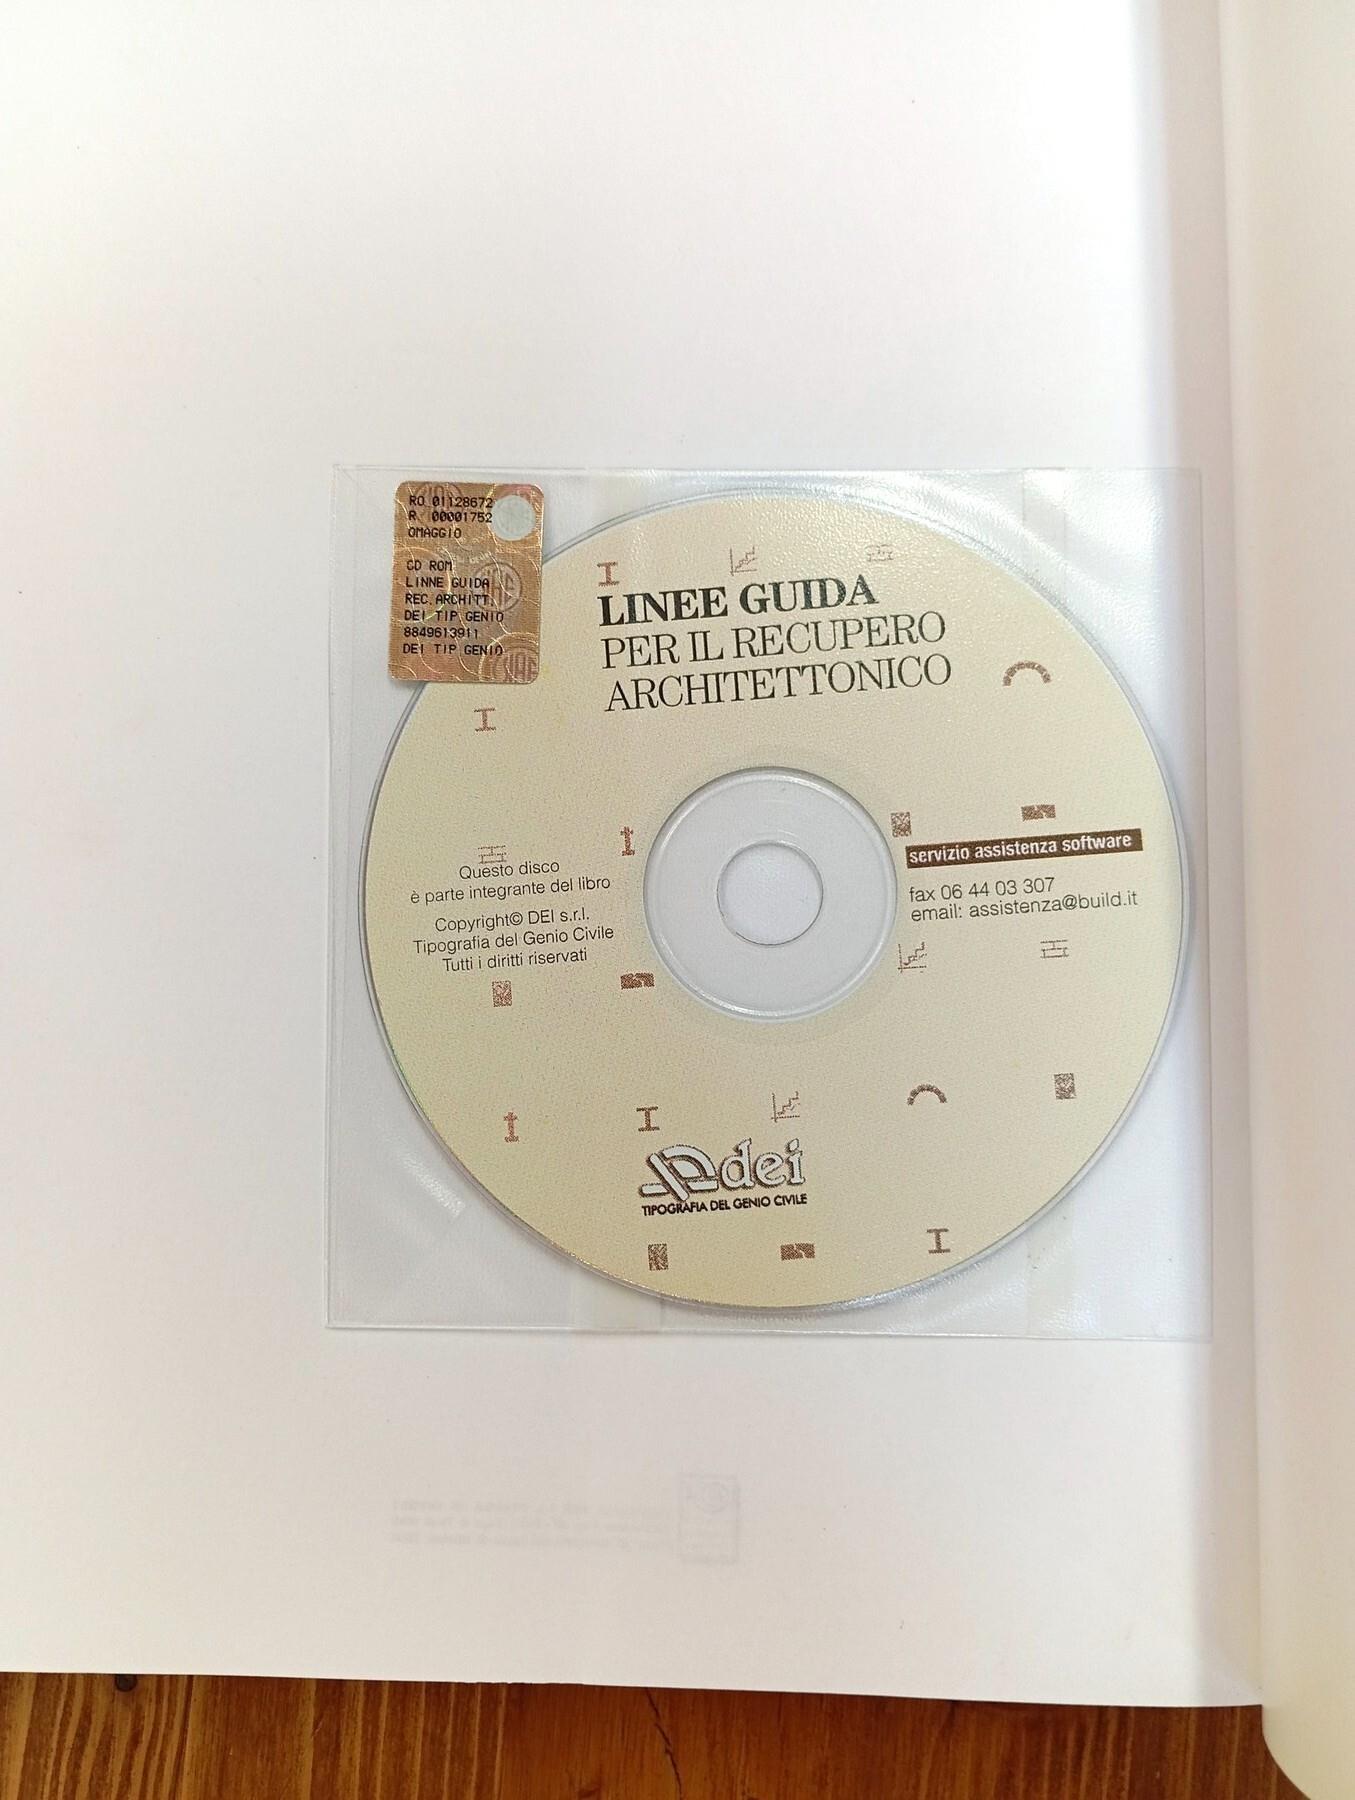 RO 01128672
R. 00001752
OMAGGIO
CD ROM
LINNE GUIDA
REC.ARCHITT.
DEI TIP GENIO
8849613911
DEI TIP GENIO
LINEE GUIDA
PER IL RECUPERO
ARCHITETTONICO
Questo disco
è parte integrante del libro
Copyright© DEI s.r.l.
Tipografia del Genio Civile
Tutti i diritti riservati
servizio assistenza software
fax 06 44 03 307
email: assistenza@build.it
dei
TIPOGRAFIA DEL GENIO CIVILE